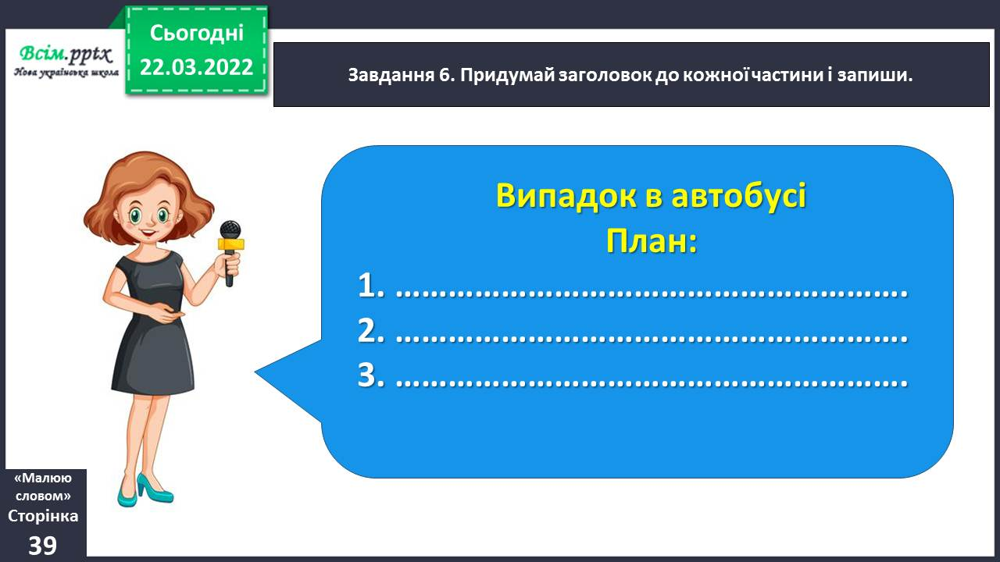 Всім.pptx
Нова українська школа
Сьогодні
22.03.2022
Завдання 6. Придумай заголовок до кожної частини і запиши.
Випадок в автобусі
План:
1. ………………………………………………….
2. ………………………………………………….
3. ………………………………………………….
«Малюю
словом»
Сторінка
39